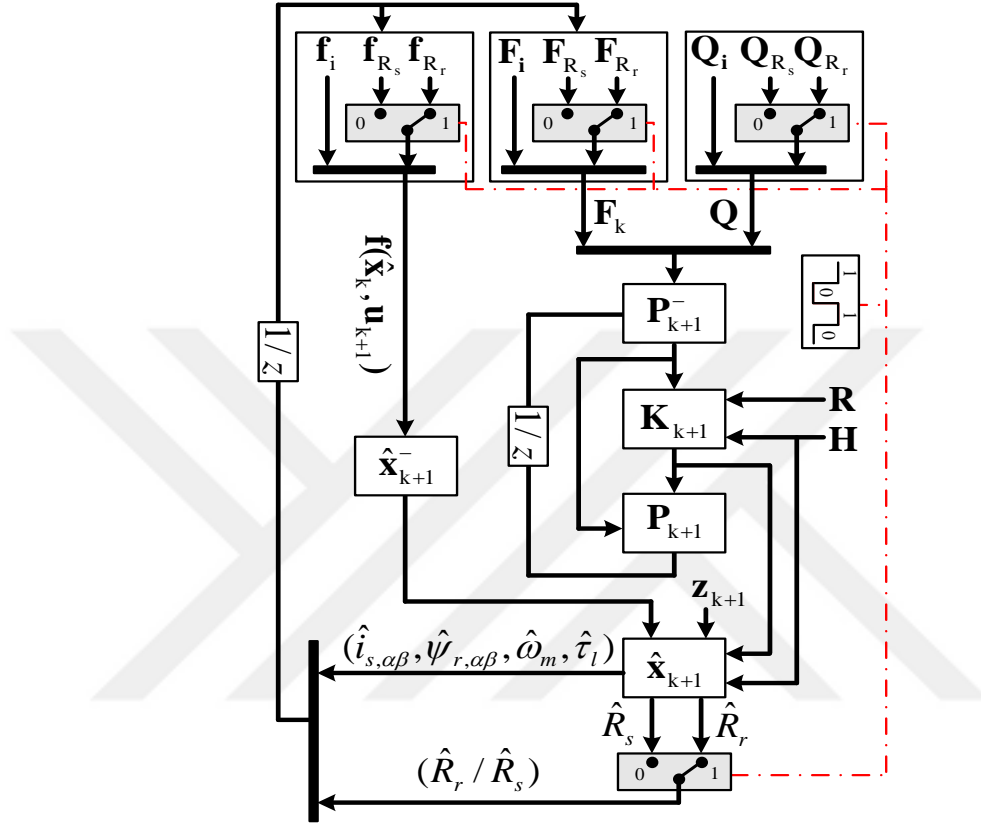 f_i f_{R_s} f_{R_r}
F_i F_{R_s} F_{R_r}
Q_i Q_{R_s} Q_{R_r}
0 1
0 1
0 1
F_k
Q
f(x̂_k, u_{k+1})
1/z
P^-_{k+1}
1 0 1 0
R
K_{k+1}
H
1/z
x̂^-_{k+1}
P_{k+1}
z_{k+1}
(î_{s,αβ}, ψ̂_{r,αβ}, ω̂_m, τ̂_l)
x̂_{k+1}
R̂_s R̂_r
0 1
(R̂_r / R̂_s)